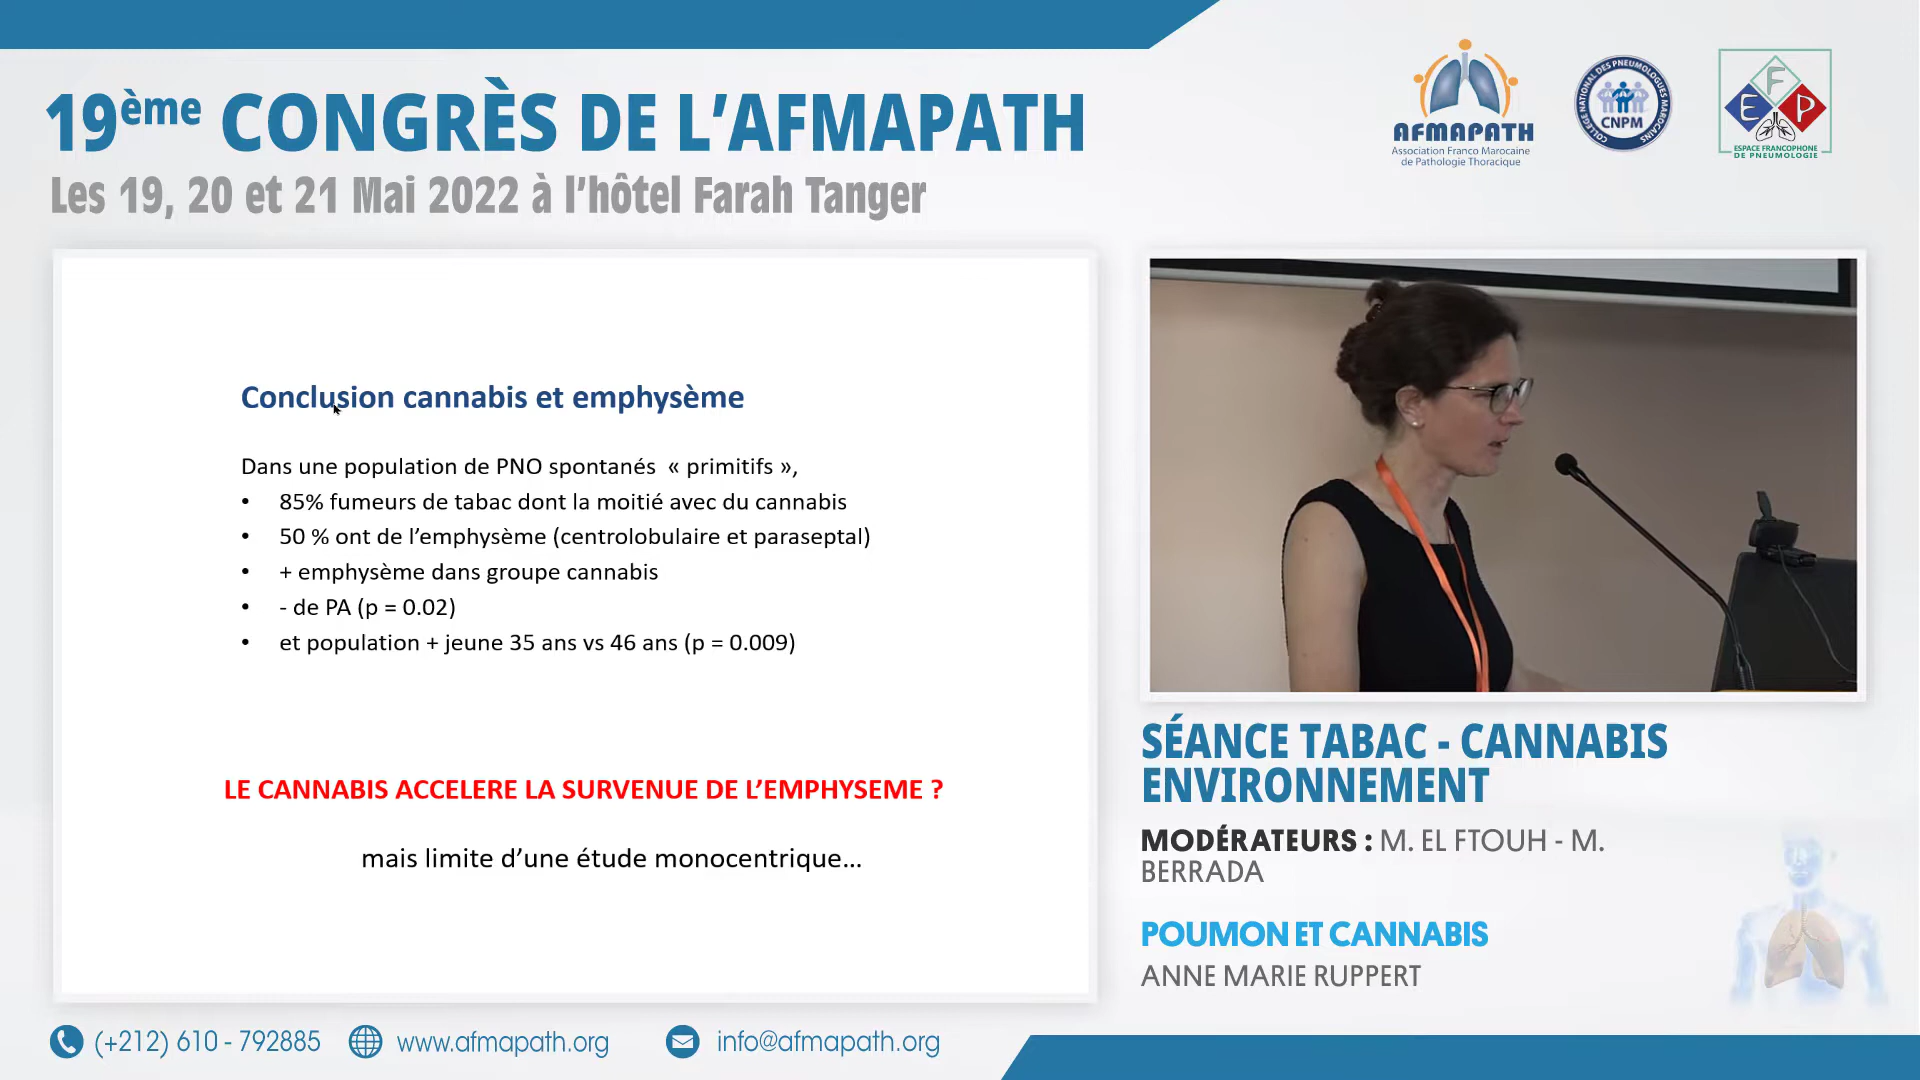 19ème CONGRÈS DE L’AFMAPATH
Les 19, 20 et 21 Mai 2022 à l’hôtel Farah Tanger
AFMAPATH
Association Franco Marocaine
de Pathologie Thoracique
COLLÈGE NATIONAL DES PNEUMOLOGUES MAROCAINS
CNPM
E F P
ESPACE FRANCOPHONE
DE PNEUMOLOGIE
Conclusion cannabis et emphysème
Dans une population de PNO spontanés « primitifs »,
• 85% fumeurs de tabac dont la moitié avec du cannabis
• 50 % ont de l’emphysème (centrolobulaire et paraseptal)
• + emphysème dans groupe cannabis
• - de PA (p = 0.02)
• et population + jeune 35 ans vs 46 ans (p = 0.009)
LE CANNABIS ACCELERE LA SURVENUE DE L’EMPHYSEME ?
mais limite d’une étude monocentrique...
SÉANCE TABAC - CANNABIS
ENVIRONNEMENT
MODÉRATEURS : M. EL FTOUH - M.
BERRADA
POUMON ET CANNABIS
ANNE MARIE RUPPERT
(+212) 610 - 792885
www.afmapath.org
info@afmapath.org